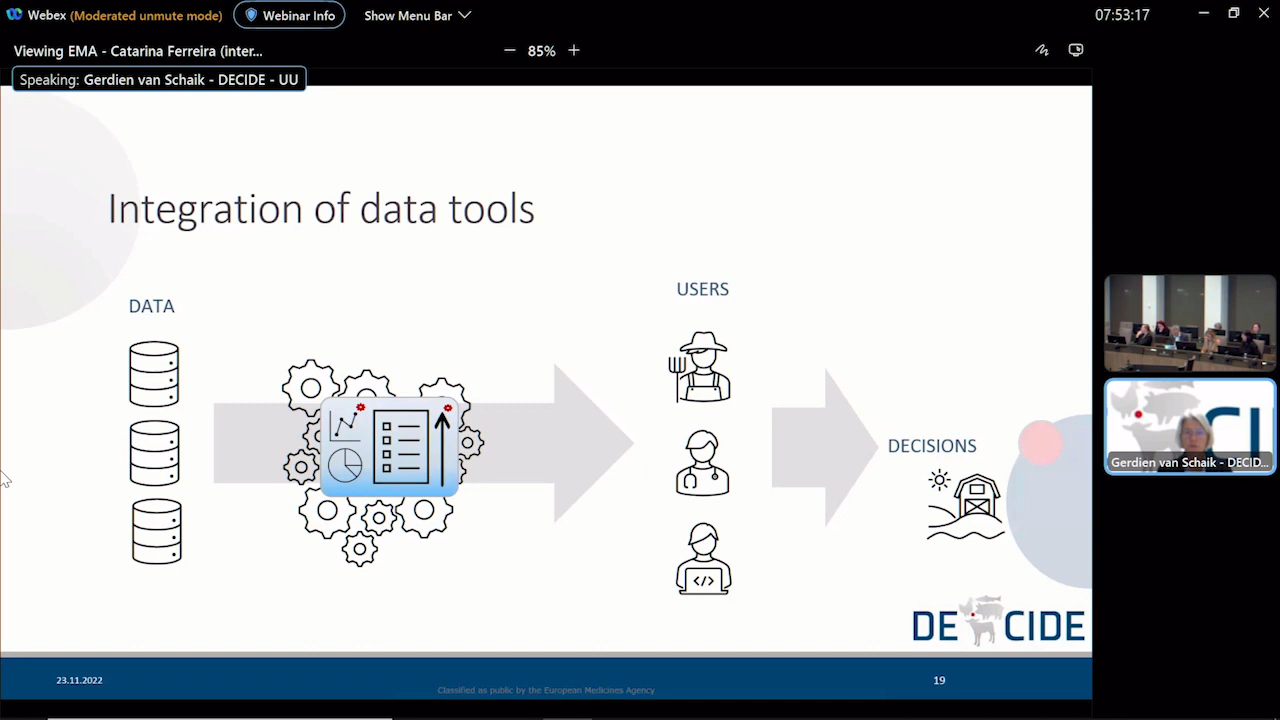 Webex (Moderated unmute mode) Webinar Info Show Menu Bar 07:53:17
Viewing EMA - Catarina Ferreira (inter... 85%
Speaking: Gerdien van Schaik - DECIDE - UU
Integration of data tools
USERS
DATA
DECISIONS
Gerdien van Schaik - DECID...
</>
DECIDE
23.11.2022
Classified as public by the European Medicines Agency
19